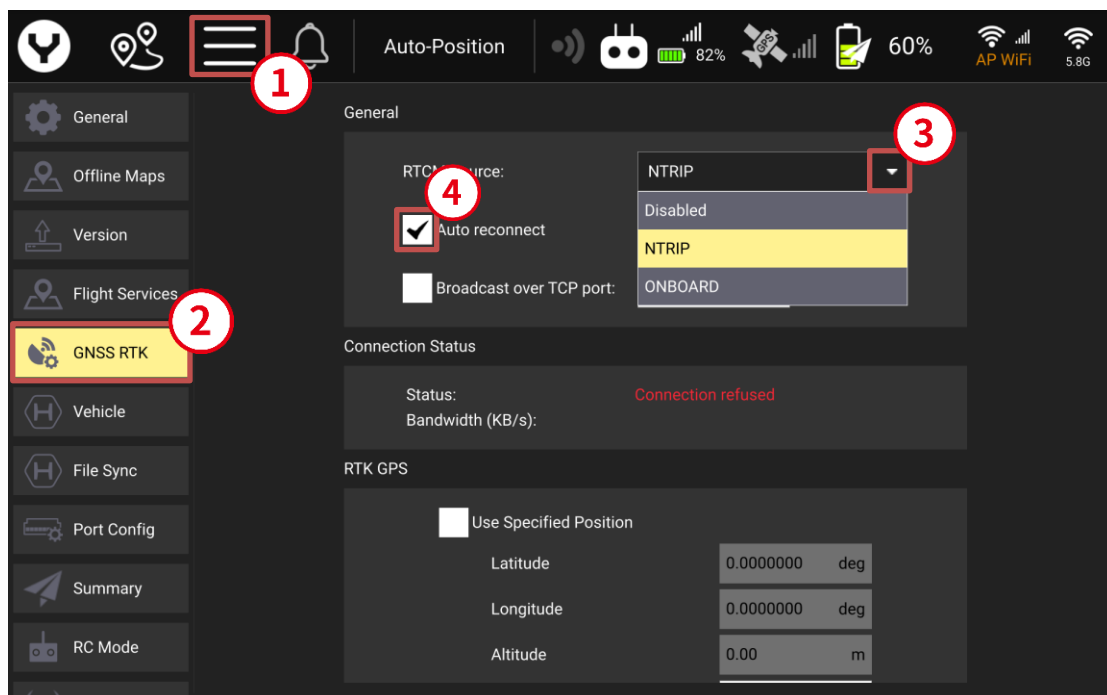 Auto-Position
82%
GPS
60%
AP WiFi
5.8G
1
General
Offline Maps
Version
Flight Services
2
GNSS RTK
Vehicle
File Sync
Port Config
Summary
RC Mode
General
3
NTRIP
4
Auto reconnect
Disabled
NTRIP
ONBOARD
Broadcast over TCP port:
Connection Status
Status: Connection refused
Bandwidth (KB/s):
RTK GPS
Use Specified Position
Latitude 0.0000000 deg
Longitude 0.0000000 deg
Altitude 0.00 m